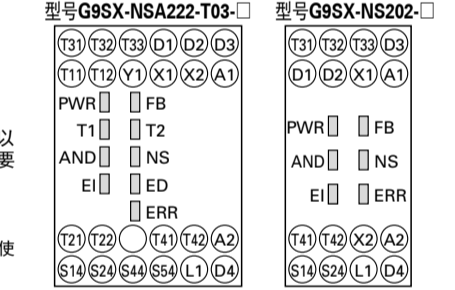 型号G9SX-NSA222-T03-□
T31 T32 T33 D1 D2 D3
T11 T12 Y1 X1 X2 A1
PWR FB
T1 T2
AND NS
EI ED
ERR
T21 T22 T41 T42 A2
S14 S24 S44 S54 L1 D4
型号G9SX-NS202-□
T31 T32 T33 D3
D1 D2 X1 A1
PWR FB
AND NS
EI ERR
T41 T42 X2 A2
S14 S24 L1 D4
以
要
使